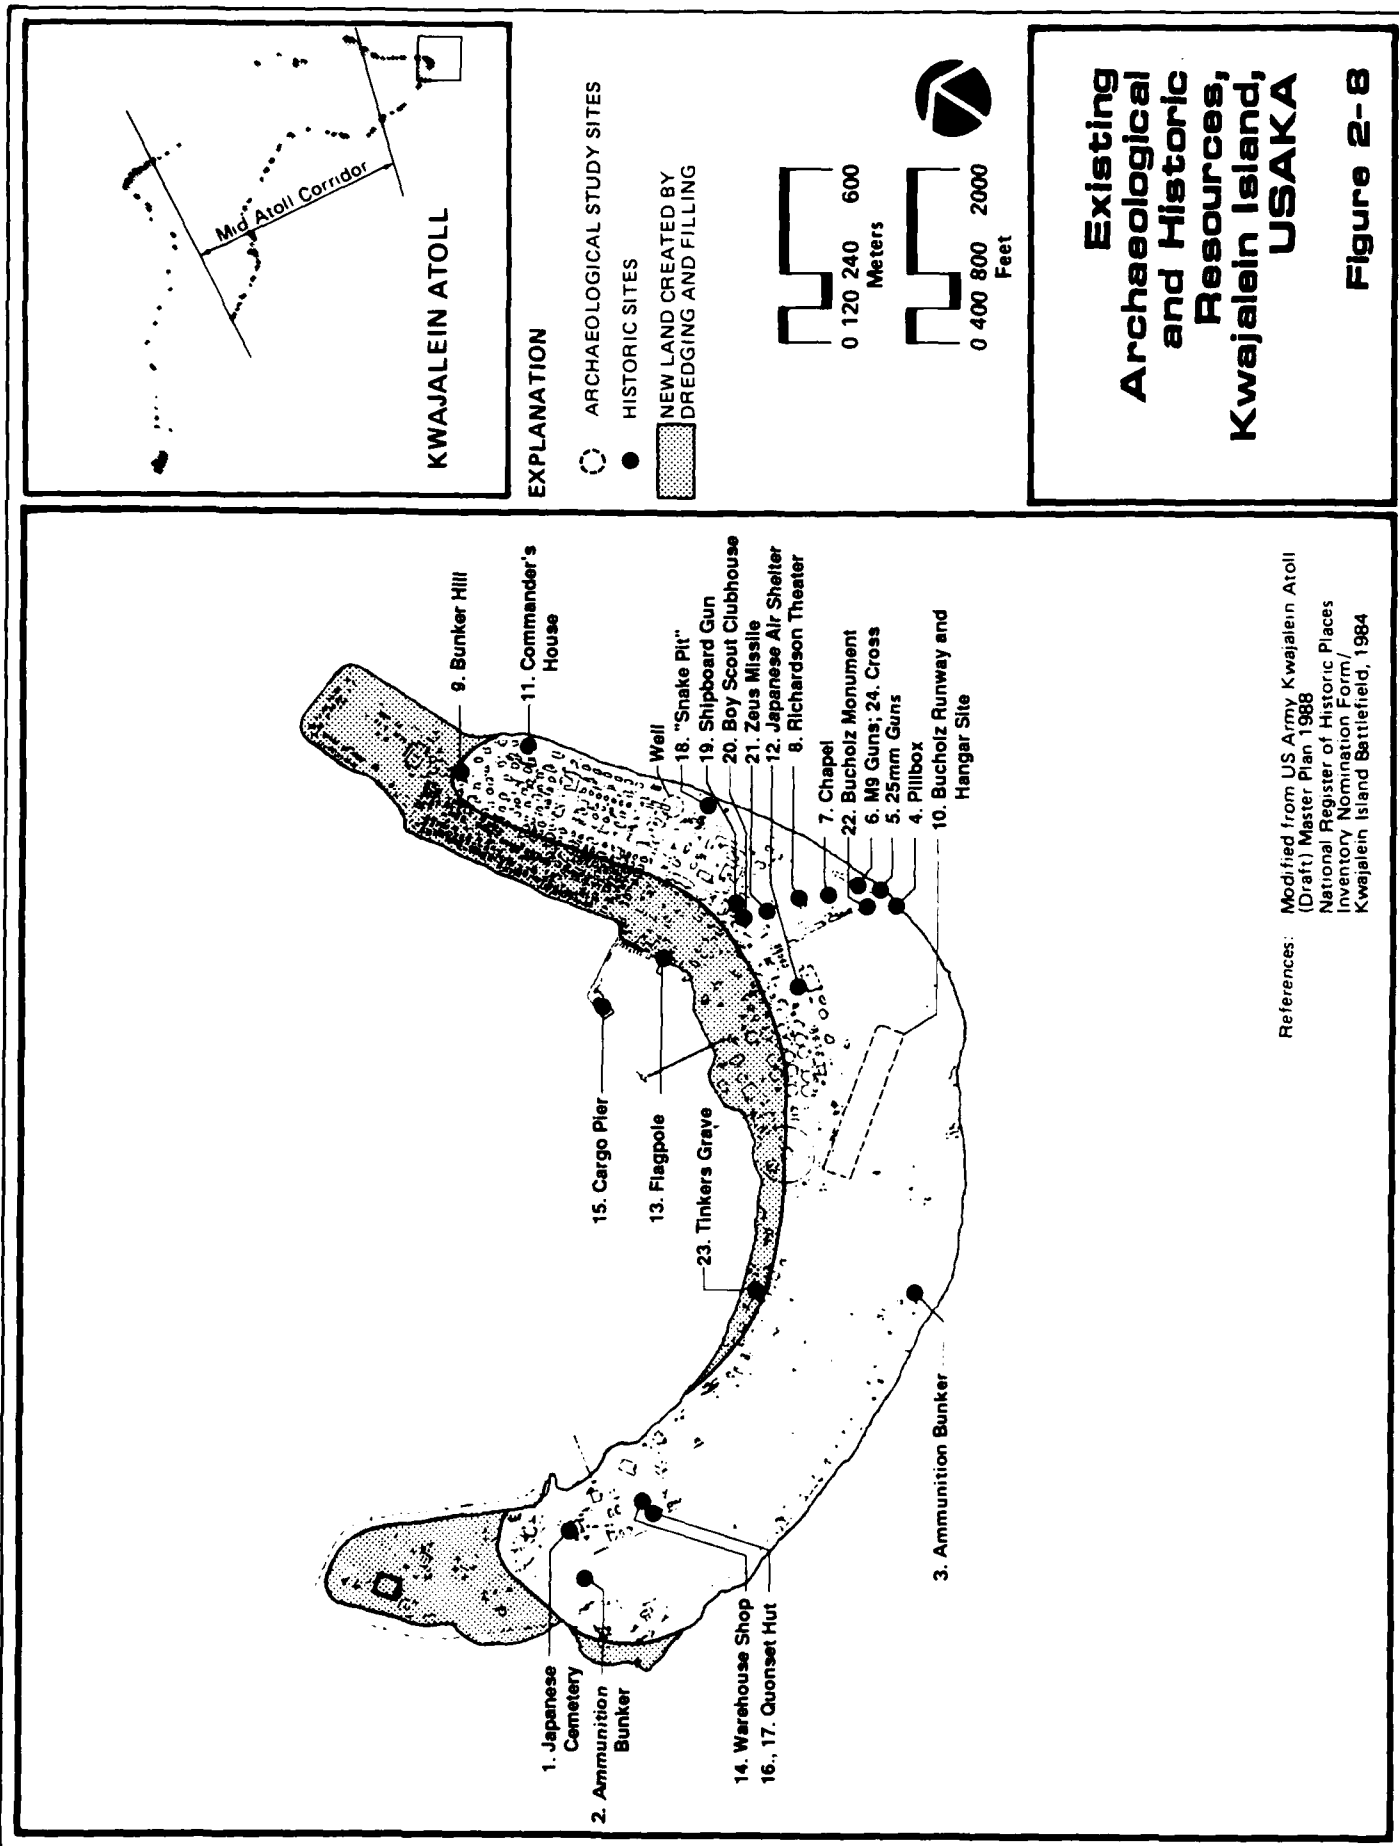 1. Japanese
Cemetery
2. Ammunition
Bunker
14. Warehouse Shop
16., 17. Quonset Hut
3. Ammunition Bunker
15. Cargo Pier
13. Flagpole
23. Tinkers Grave
9. Bunker Hill
11. Commander's
House
Well
18. "Snake Pit"
19. Shipboard Gun
20. Boy Scout Clubhouse
21. Zeus Missile
12. Japanese Air Shelter
8. Richardson Theater
7. Chapel
22. Bucholz Monument
6. M9 Guns; 24. Cross
5. 25mm Guns
4. Pillbox
10. Bucholz Runway and
Hangar Site
References: Modified from US Army Kwajalein Atoll
(Draft) Master Plan 1988
National Register of Historic Places
Inventory Nomination Form/
Kwajalein Island Battlefield, 1984
Mid Atoll Corridor
KWAJALEIN ATOLL
EXPLANATION
ARCHAEOLOGICAL STUDY SITES
HISTORIC SITES
NEW LAND CREATED BY
DREDGING AND FILLING
0 120 240 600
Meters
0 400 800 2000
Feet
Existing
Archaeological
and Historic
Resources,
Kwajalein Island,
USAKA
Figure 2-8